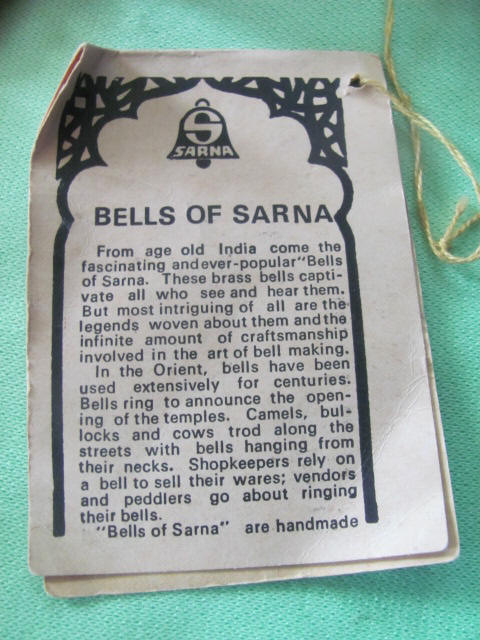 S
SARNA
BELLS OF SARNA
From age old India come the
fascinating and ever-popular "Bells
of Sarna. These brass bells capti-
vate all who see and hear them.
But most intriguing of all are the
legends woven about them and the
infinite amount of craftsmanship
involved in the art of bell making.
In the Orient, bells have been
used extensively for centuries.
Bells ring to announce the open-
ing of the temples. Camels, bul-
locks and cows trod along the
streets with bells hanging from
their necks. Shopkeepers rely on
a bell to sell their wares; vendors
and peddlers go about ringing
their bells.
"Bells of Sarna" are handmade